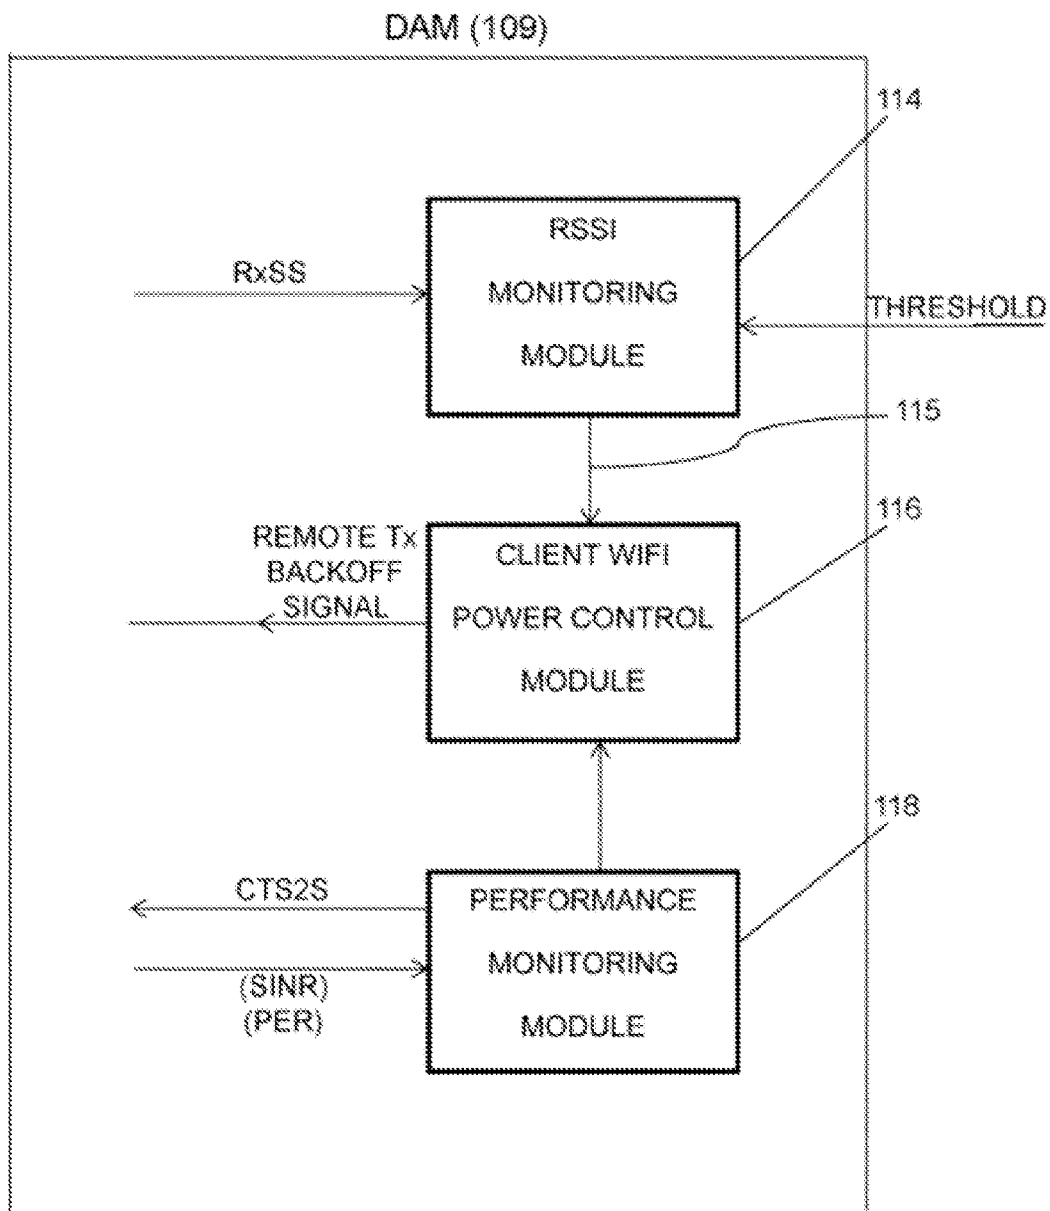 DAM (109)
114
RSSI
MONITORING
MODULE
RxSS
THRESHOLD
115
116
REMOTE Tx
BACKOFF
SIGNAL
CLIENT WIFI
POWER CONTROL
MODULE
118
CTS2S
PERFORMANCE
MONITORING
MODULE
(SINR)
(PER)